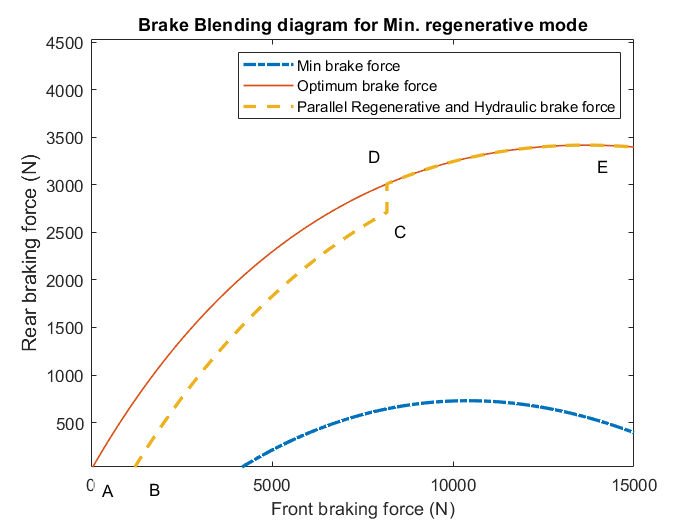 Brake Blending diagram for Min. regenerative mode
Min brake force
Optimum brake force
Parallel Regenerative and Hydraulic brake force
Rear braking force (N)
4500
4000
3500
3000
2500
2000
1500
1000
500
D
E
C
0
A
B
5000
10000
15000
Front braking force (N)